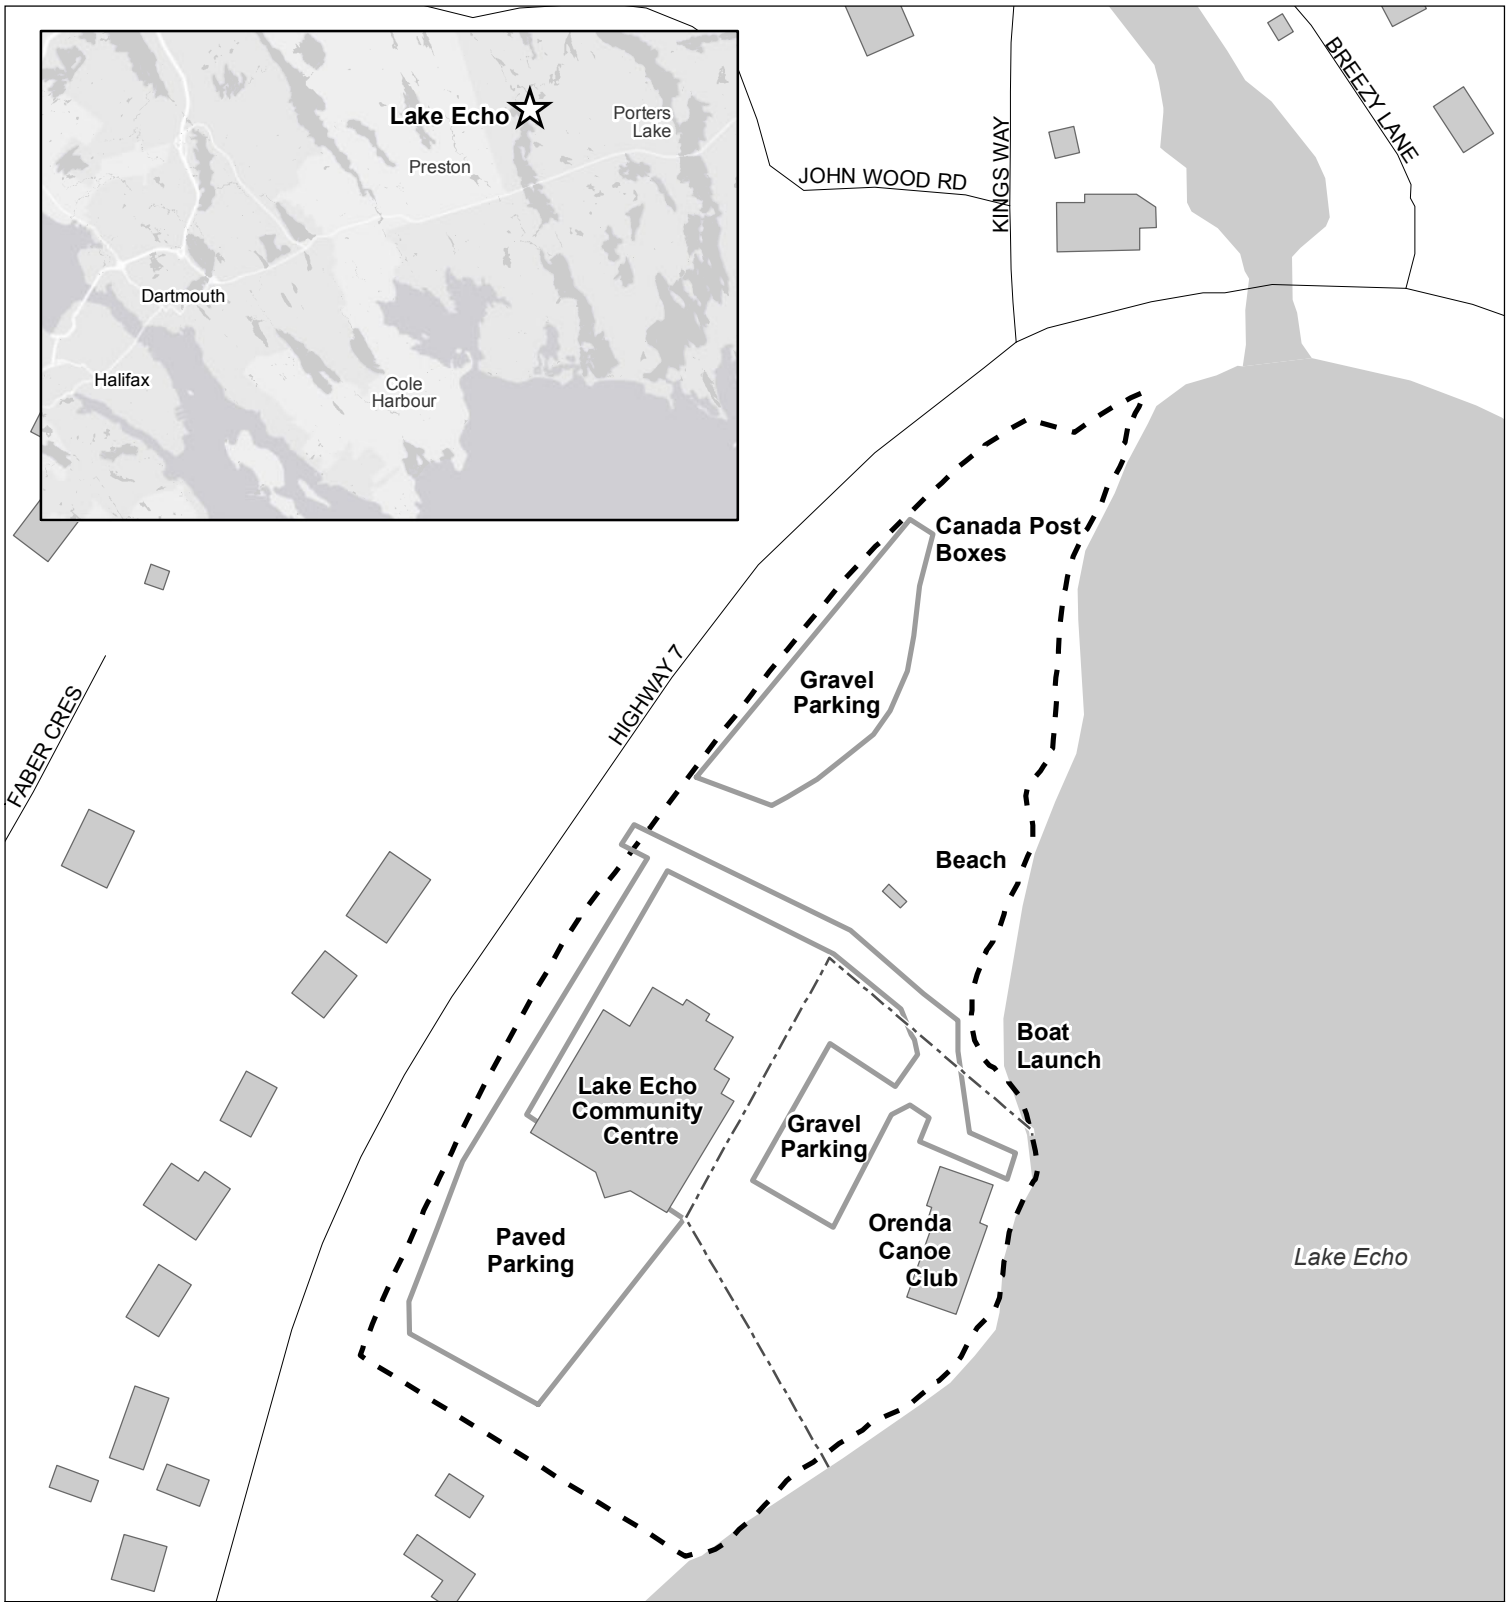 Lake Echo
Porters
Lake
Preston
Dartmouth
Halifax
Cole
Harbour
JOHN WOOD RD
KINGS WAY
BREEZY LANE
Canada Post
Boxes
Gravel
Parking
HIGHWAY 7
FABER CRES
Beach
Boat
Launch
Lake Echo
Community
Centre
Gravel
Parking
Orenda
Canoe
Club
Paved
Parking
Lake Echo